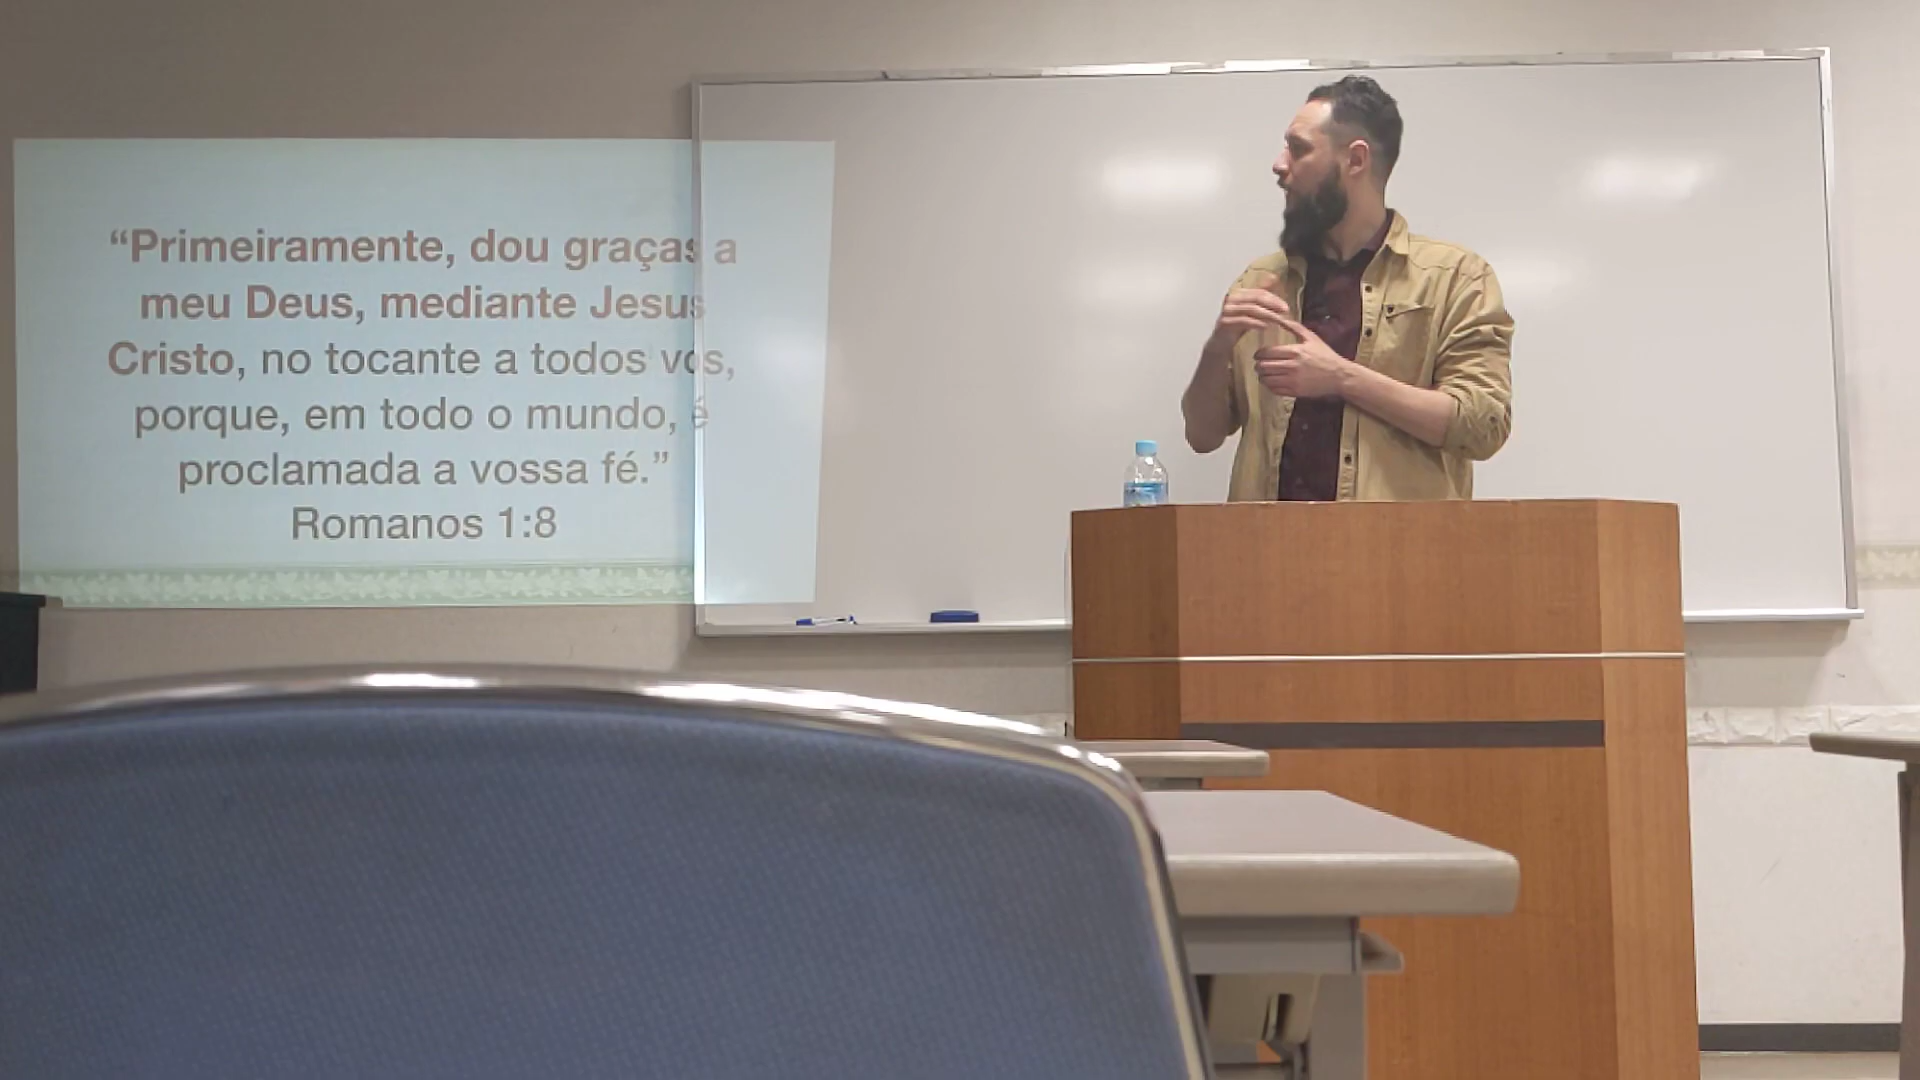 “Primeiramente, dou graças a
meu Deus, mediante Jesus
Cristo, no tocante a todos vós,
porque, em todo o mundo, é
proclamada a vossa fé.”
Romanos 1:8